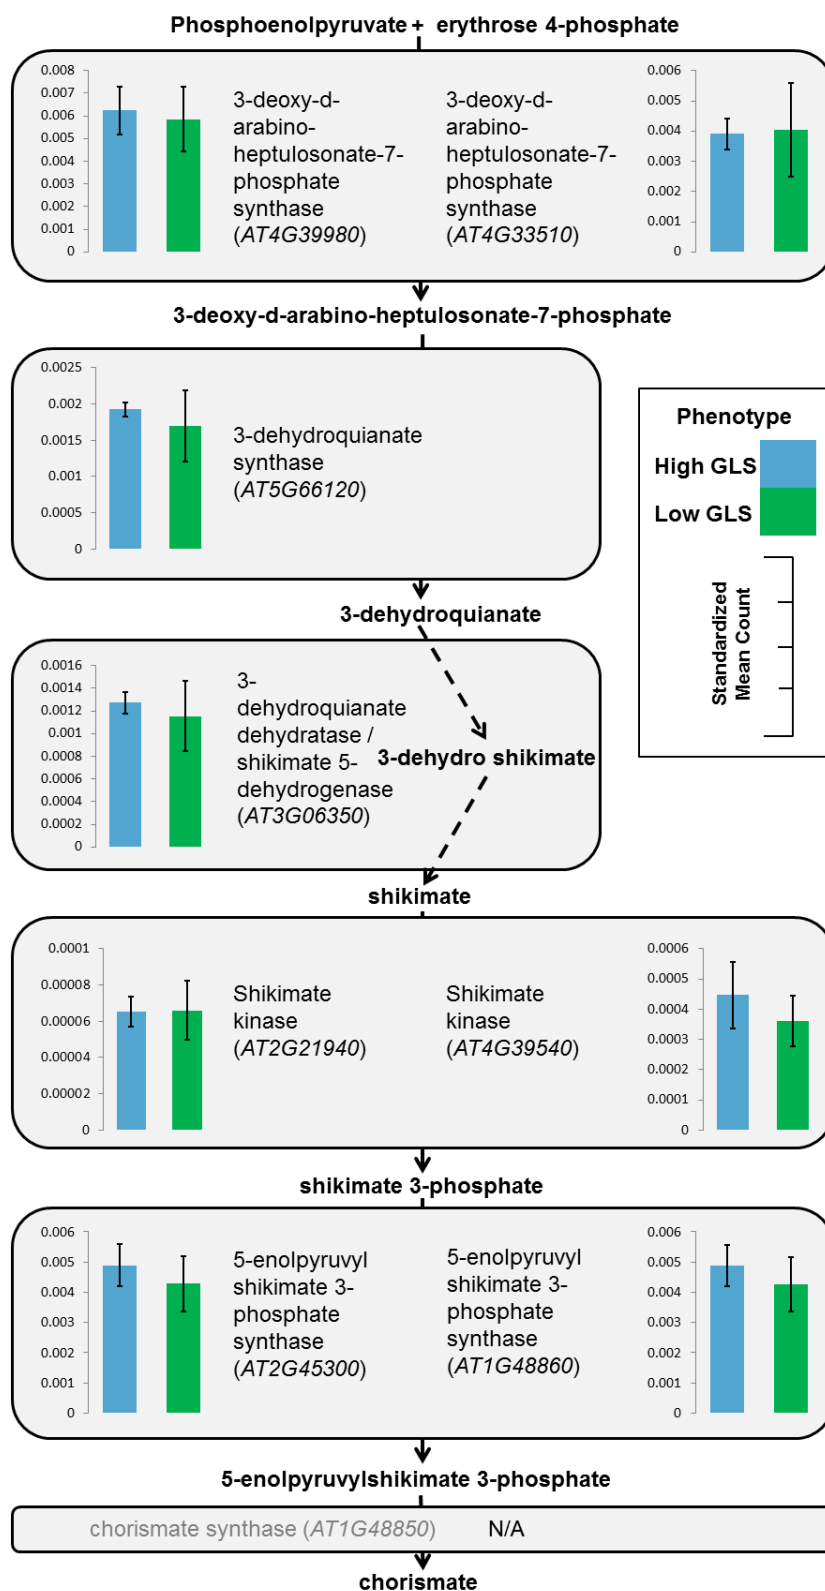 Phosphoenolpyruvate + erythrose 4-phosphate
0.008
0.007
0.006
0.005
0.004
0.003
0.002
0.001
0
3-deoxy-d-
arabino-
heptulosonate-7-
phosphate
synthase
(AT4G39980)
3-deoxy-d-
arabino-
heptulosonate-7-
phosphate
synthase
(AT4G33510)
0.006
0.005
0.004
0.003
0.002
0.001
0
3-deoxy-d-arabino-heptulosonate-7-phosphate
0.0025
0.002
0.0015
0.001
0.0005
0
3-dehydroquianate
synthase
(AT5G66120)
Phenotype
High GLS
Low GLS
Standardized
Mean Count
3-dehydroquianate
0.0016
0.0014
0.0012
0.001
0.0008
0.0006
0.0004
0.0002
0
3-
dehydroquianate
dehydratase /
shikimate 5-
dehydrogenase
(AT3G06350)
3-dehydro shikimate
shikimate
0.0001
0.00008
0.00006
0.00004
0.00002
0
Shikimate
kinase
(AT2G21940)
Shikimate
kinase
(AT4G39540)
0.0006
0.0005
0.0004
0.0003
0.0002
0.0001
0
shikimate 3-phosphate
0.006
0.005
0.004
0.003
0.002
0.001
0
5-enolpyruvyl
shikimate 3-
phosphate
synthase
(AT2G45300)
5-enolpyruvyl
shikimate 3-
phosphate
synthase
(AT1G48860)
0.006
0.005
0.004
0.003
0.002
0.001
0
5-enolpyruvylshikimate 3-phosphate
chorismate synthase (AT1G48850) N/A
chorismate